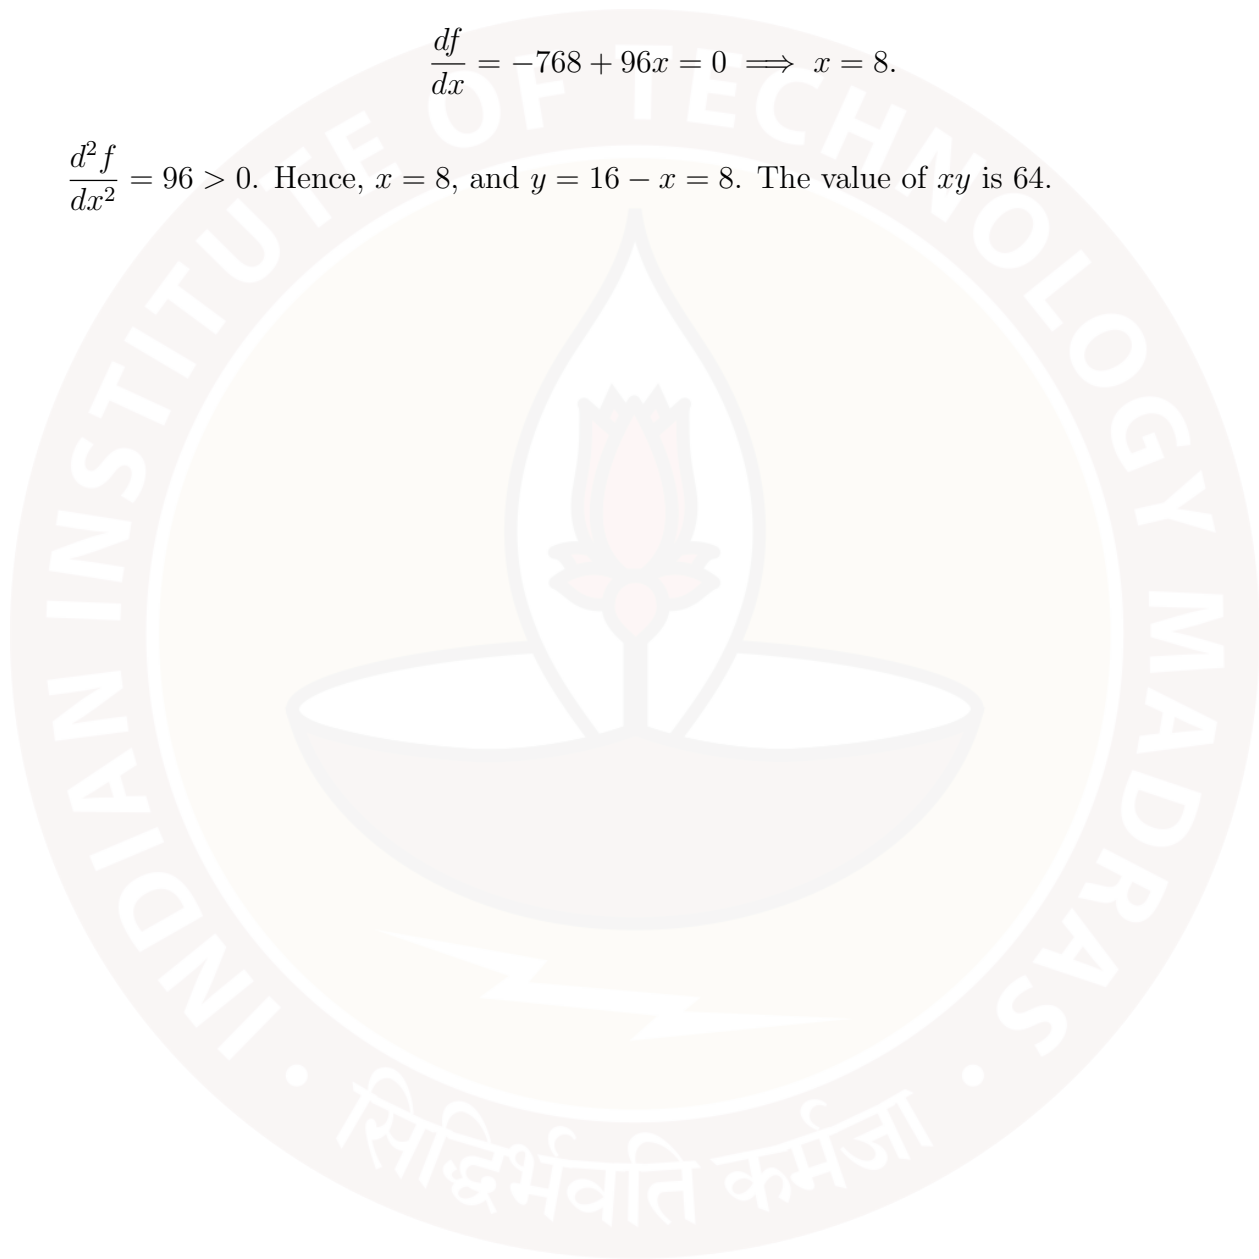 df/dx = −768 + 96x = 0 ⟹ x = 8.
d²f/dx² = 96 > 0. Hence, x = 8, and y = 16 − x = 8. The value of xy is 64.
INDIAN INSTITUTE OF TECHNOLOGY MADRAS
सिद्धिर्भवति कर्मजा